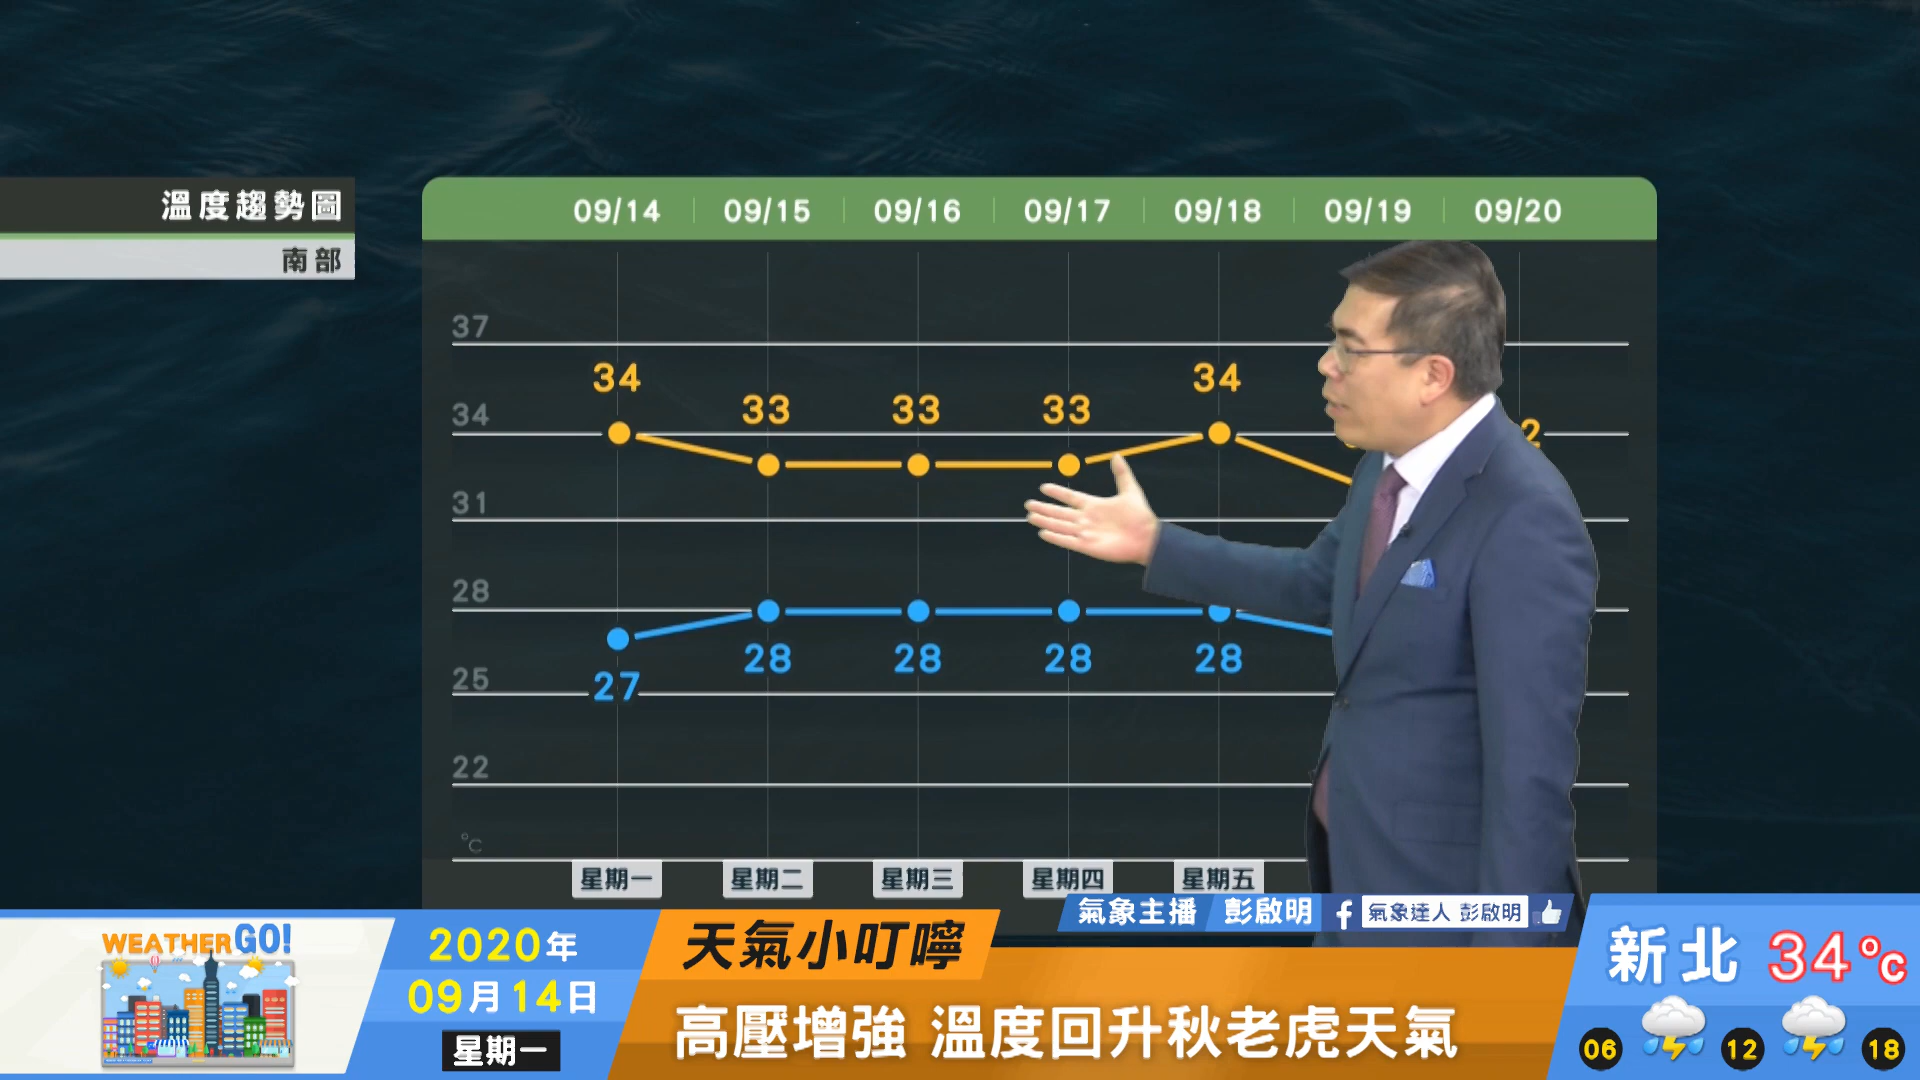 溫度趨勢圖
南部
09/14 09/15 09/16 09/17 09/18 09/19 09/20
37
34 34
33 33 33
34
31
28
28 28 28 28
25
27
22
°C
星期一 星期二 星期三 星期四 星期五
氣象主播 彭啟明 f 氣象達人 彭啟明
WEATHER GO!
2020年
09月14日
星期一
天氣小叮嚀
高壓增強 溫度回升秋老虎天氣
新北 34°C
06 12 18